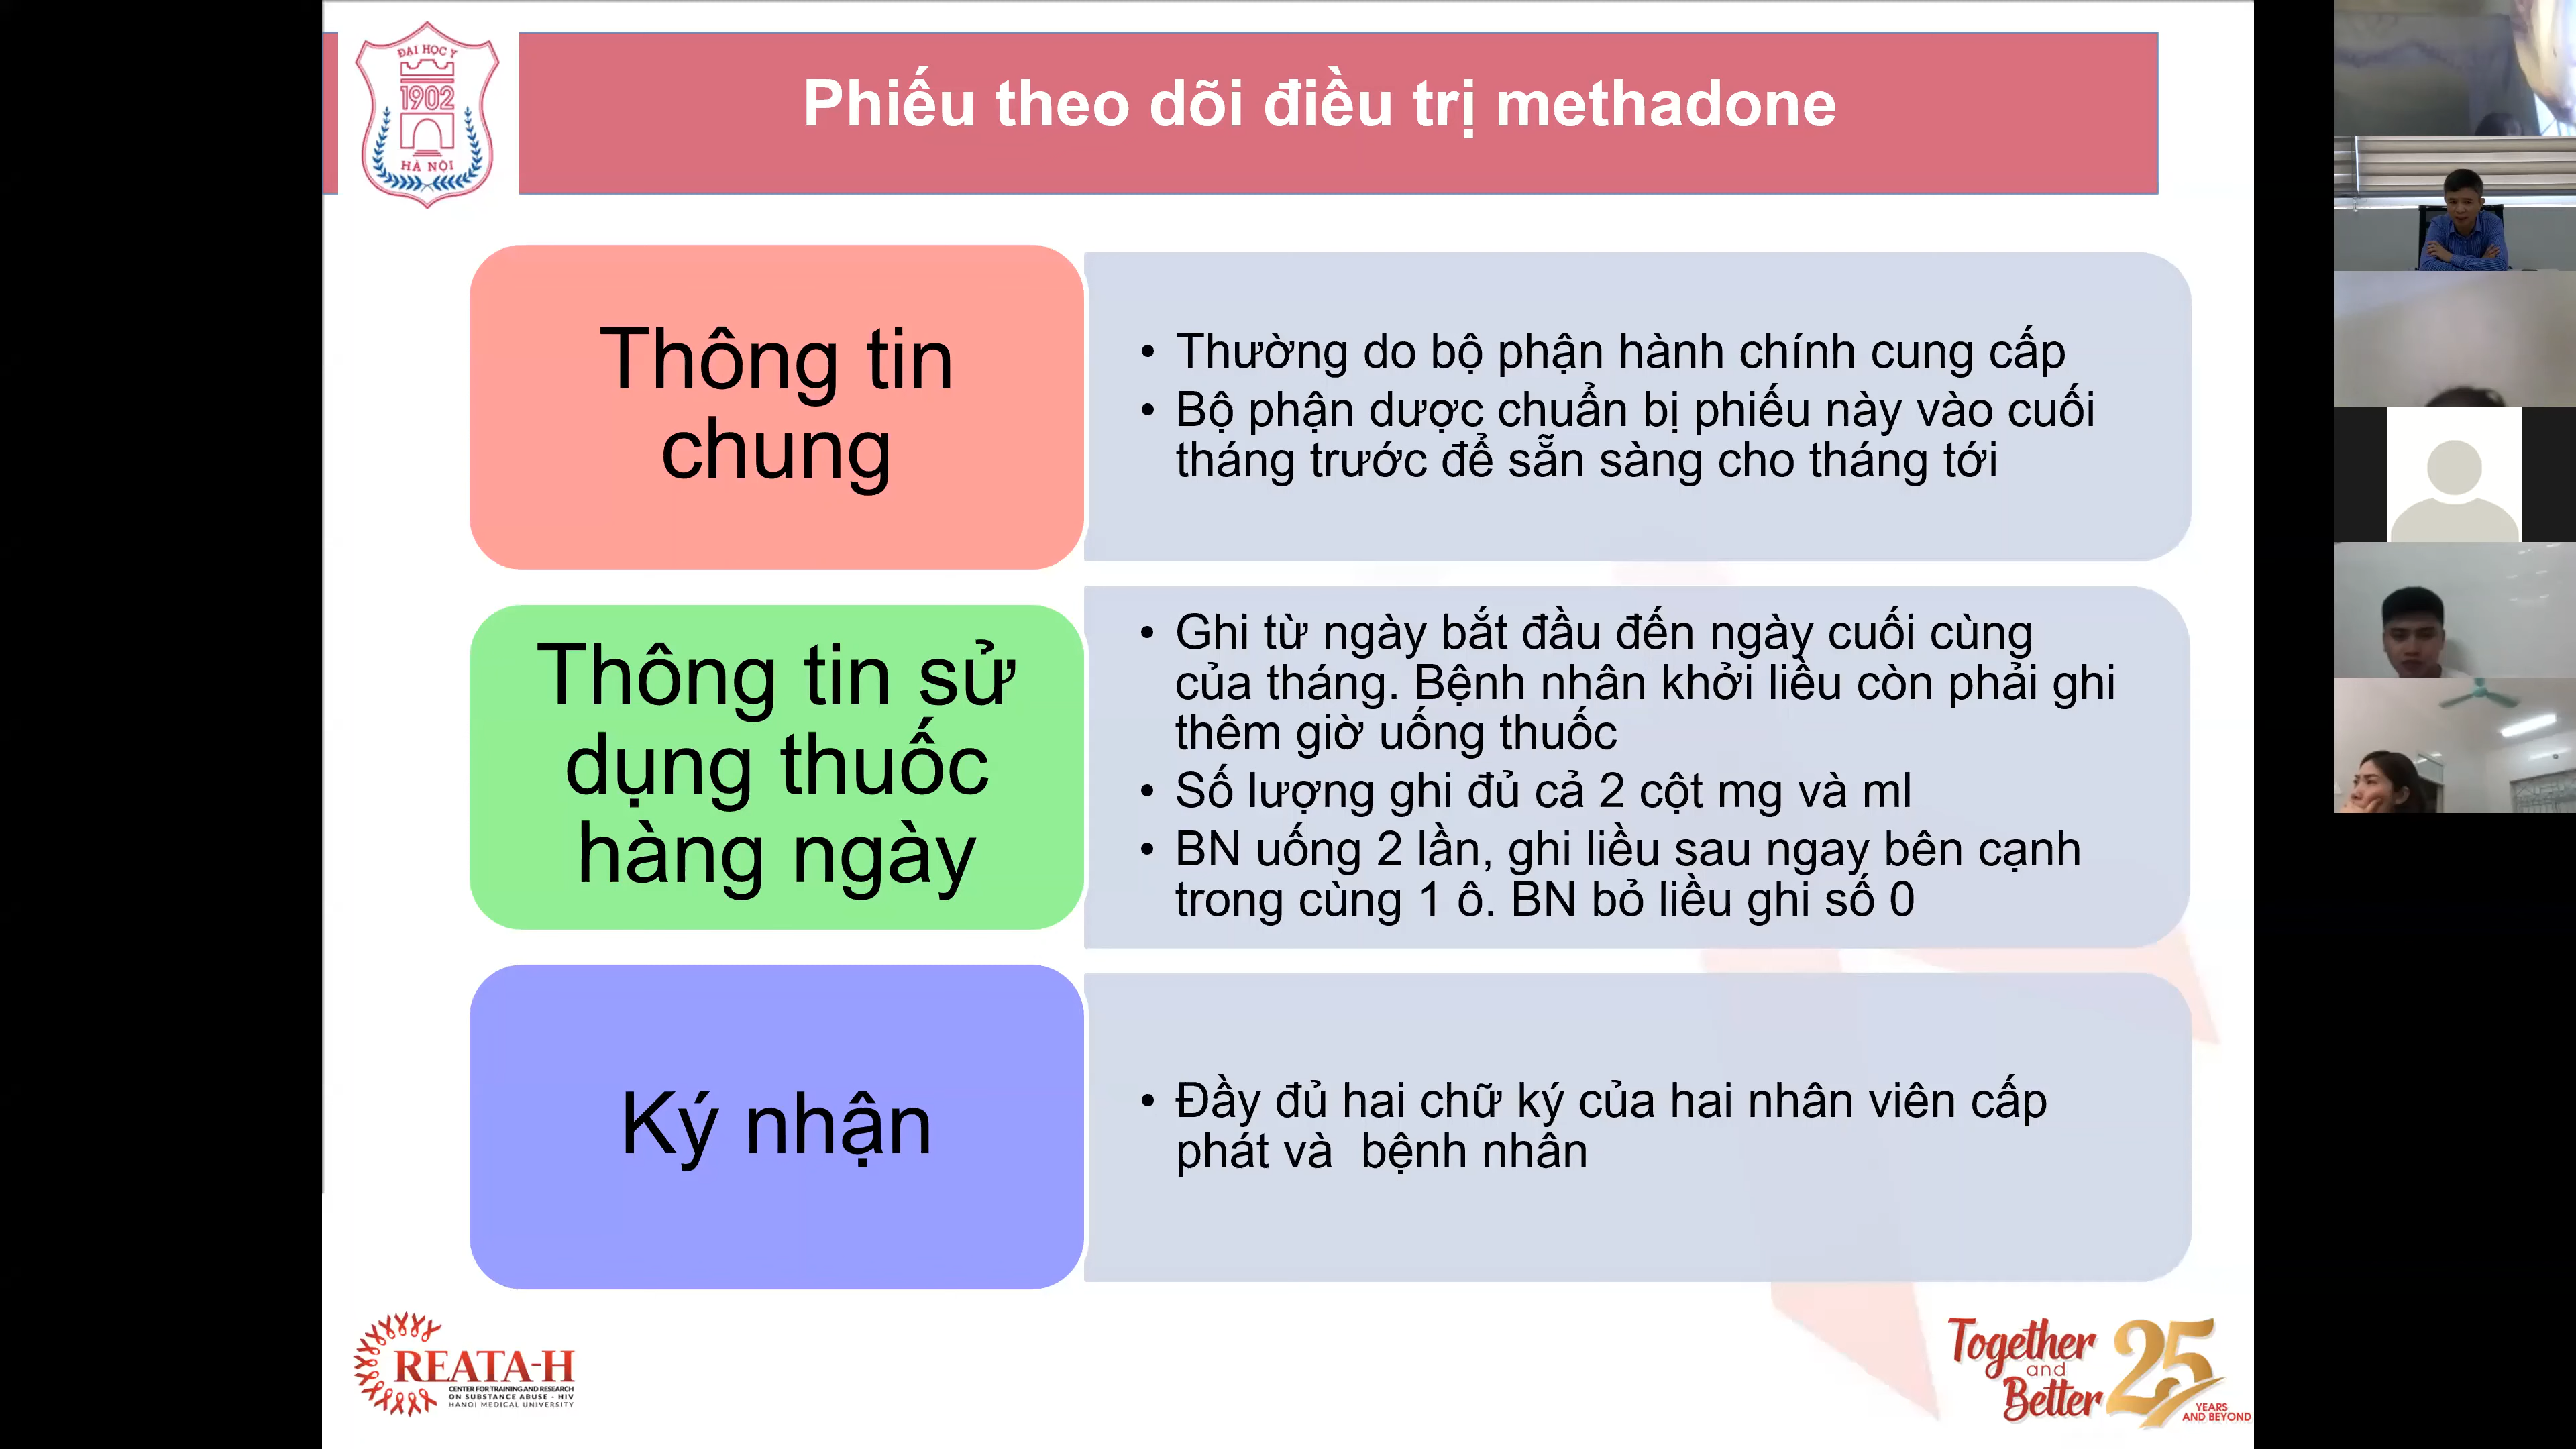 ĐẠI HỌC Y
1902
HÀ NỘI
Phiếu theo dõi điều trị methadone
Thông tin
chung
• Thường do bộ phận hành chính cung cấp
• Bộ phận dược chuẩn bị phiếu này vào cuối
tháng trước để sẵn sàng cho tháng tới
Thông tin sử
dụng thuốc
hàng ngày
• Ghi từ ngày bắt đầu đến ngày cuối cùng
của tháng. Bệnh nhân khởi liều còn phải ghi
thêm giờ uống thuốc
• Số lượng ghi đủ cả 2 cột mg và ml
• BN uống 2 lần, ghi liều sau ngay bên cạnh
trong cùng 1 ô. BN bỏ liều ghi số 0
Ký nhận
• Đầy đủ hai chữ ký của hai nhân viên cấp
phát và  bệnh nhân
REATA-H
CENTER FOR TRAINING AND RESEARCH
ON SUBSTANCE ABUSE - HIV
HANOI MEDICAL UNIVERSITY
Together
and
Better
25
YEARS
AND BEYOND